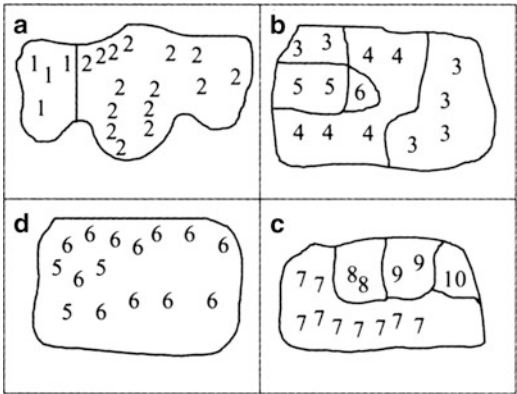 a
1 1 1 2 2 2 2 2 2
2 2 2 2
1 2 2
2 2
2
b
3 3 4 4 3
5 5 6 3
4 4 4 3 3
d
6 6 6 6 6 6 6
5 6 5
5 6 6 6 6
c
7 7 8 8 9 9 10
7 7 7 7 7 7 7